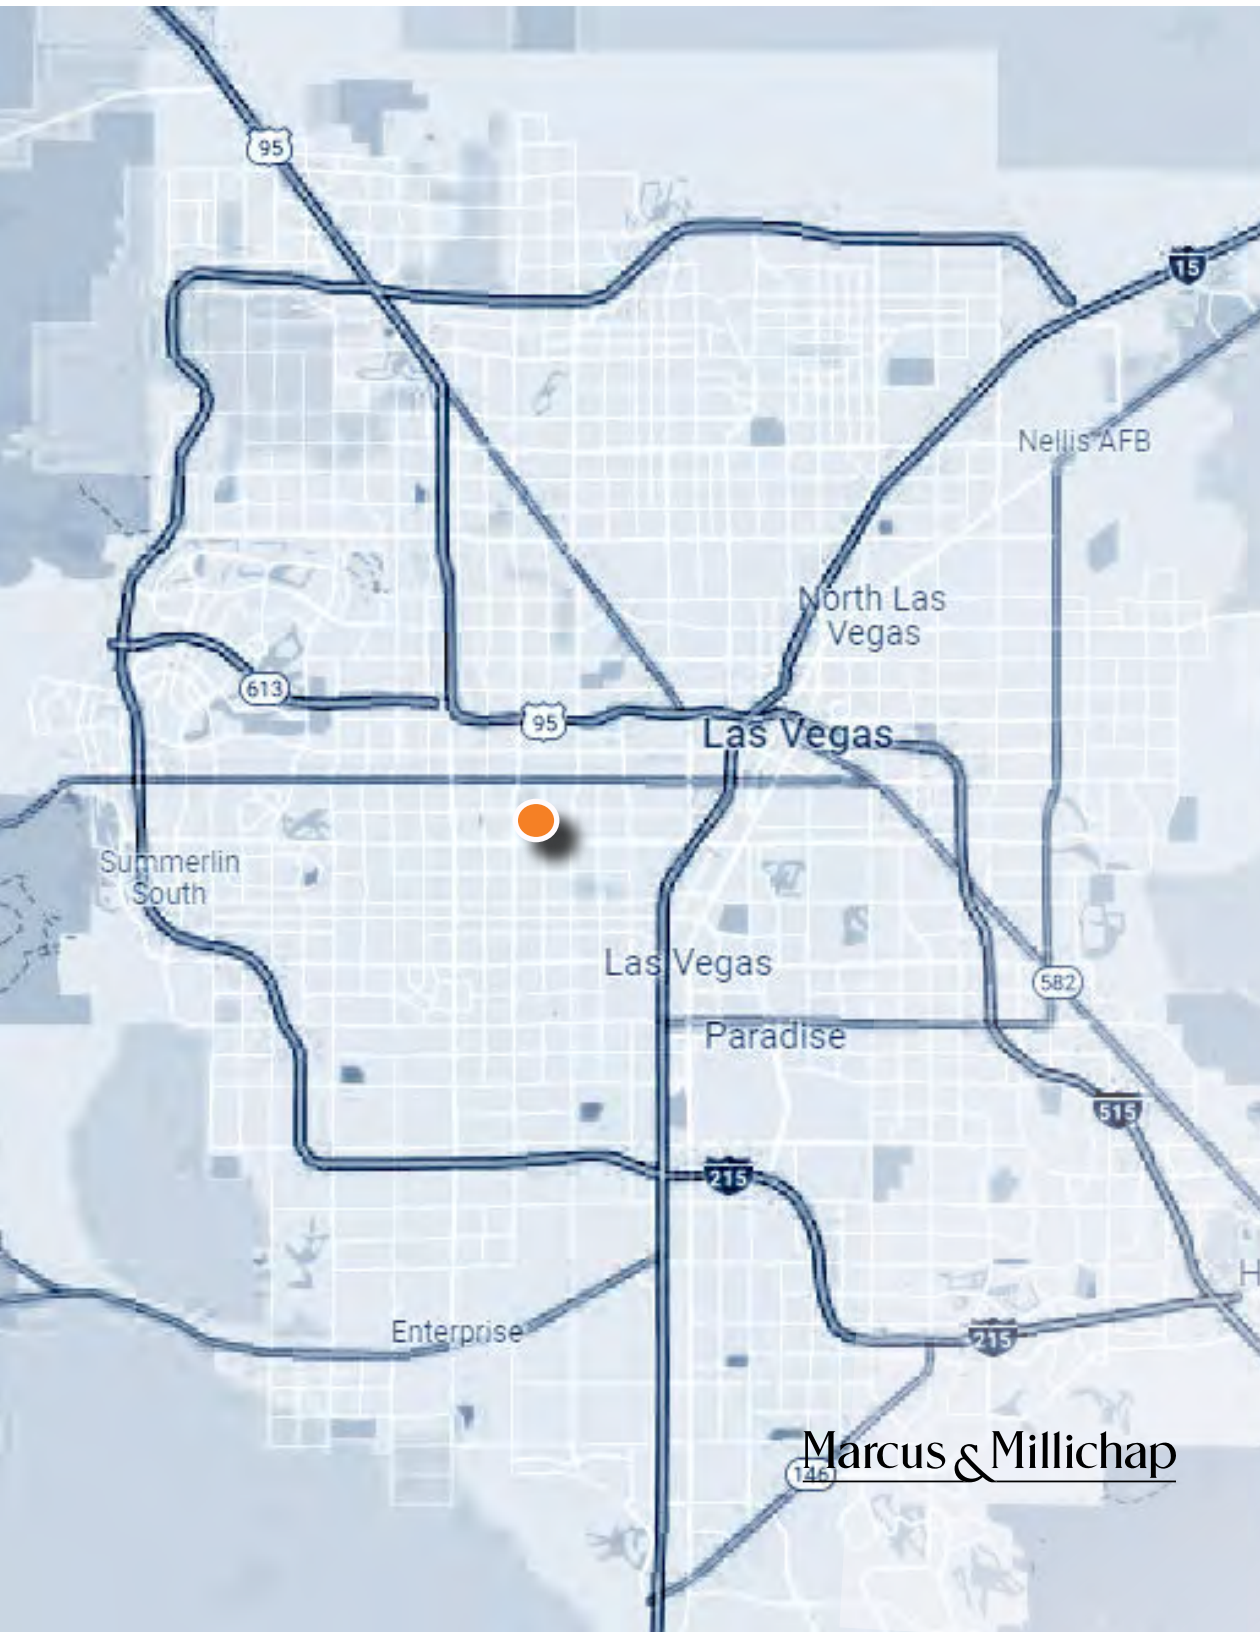 95
15
Nellis AFB
North Las
Vegas
613
95
Las Vegas
Summerlin
South
Las Vegas
582
Paradise
515
215
H
Enterprise
215
Marcus & Millichap
146